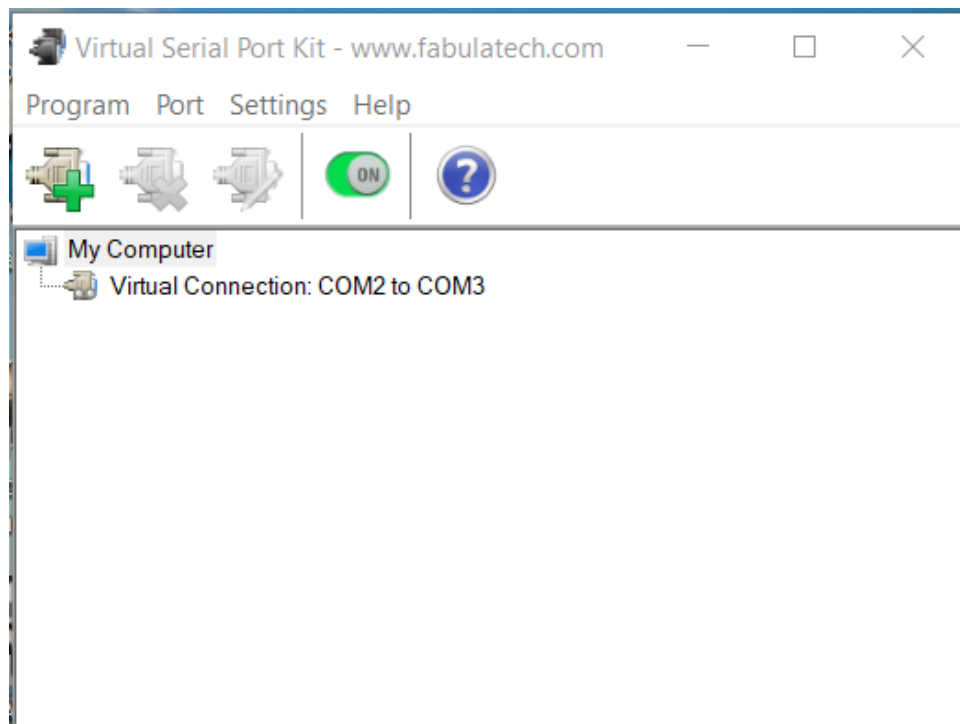 Virtual Serial Port Kit - www.fabulatech.com
Program Port Settings Help
ON ?
My Computer
Virtual Connection: COM2 to COM3